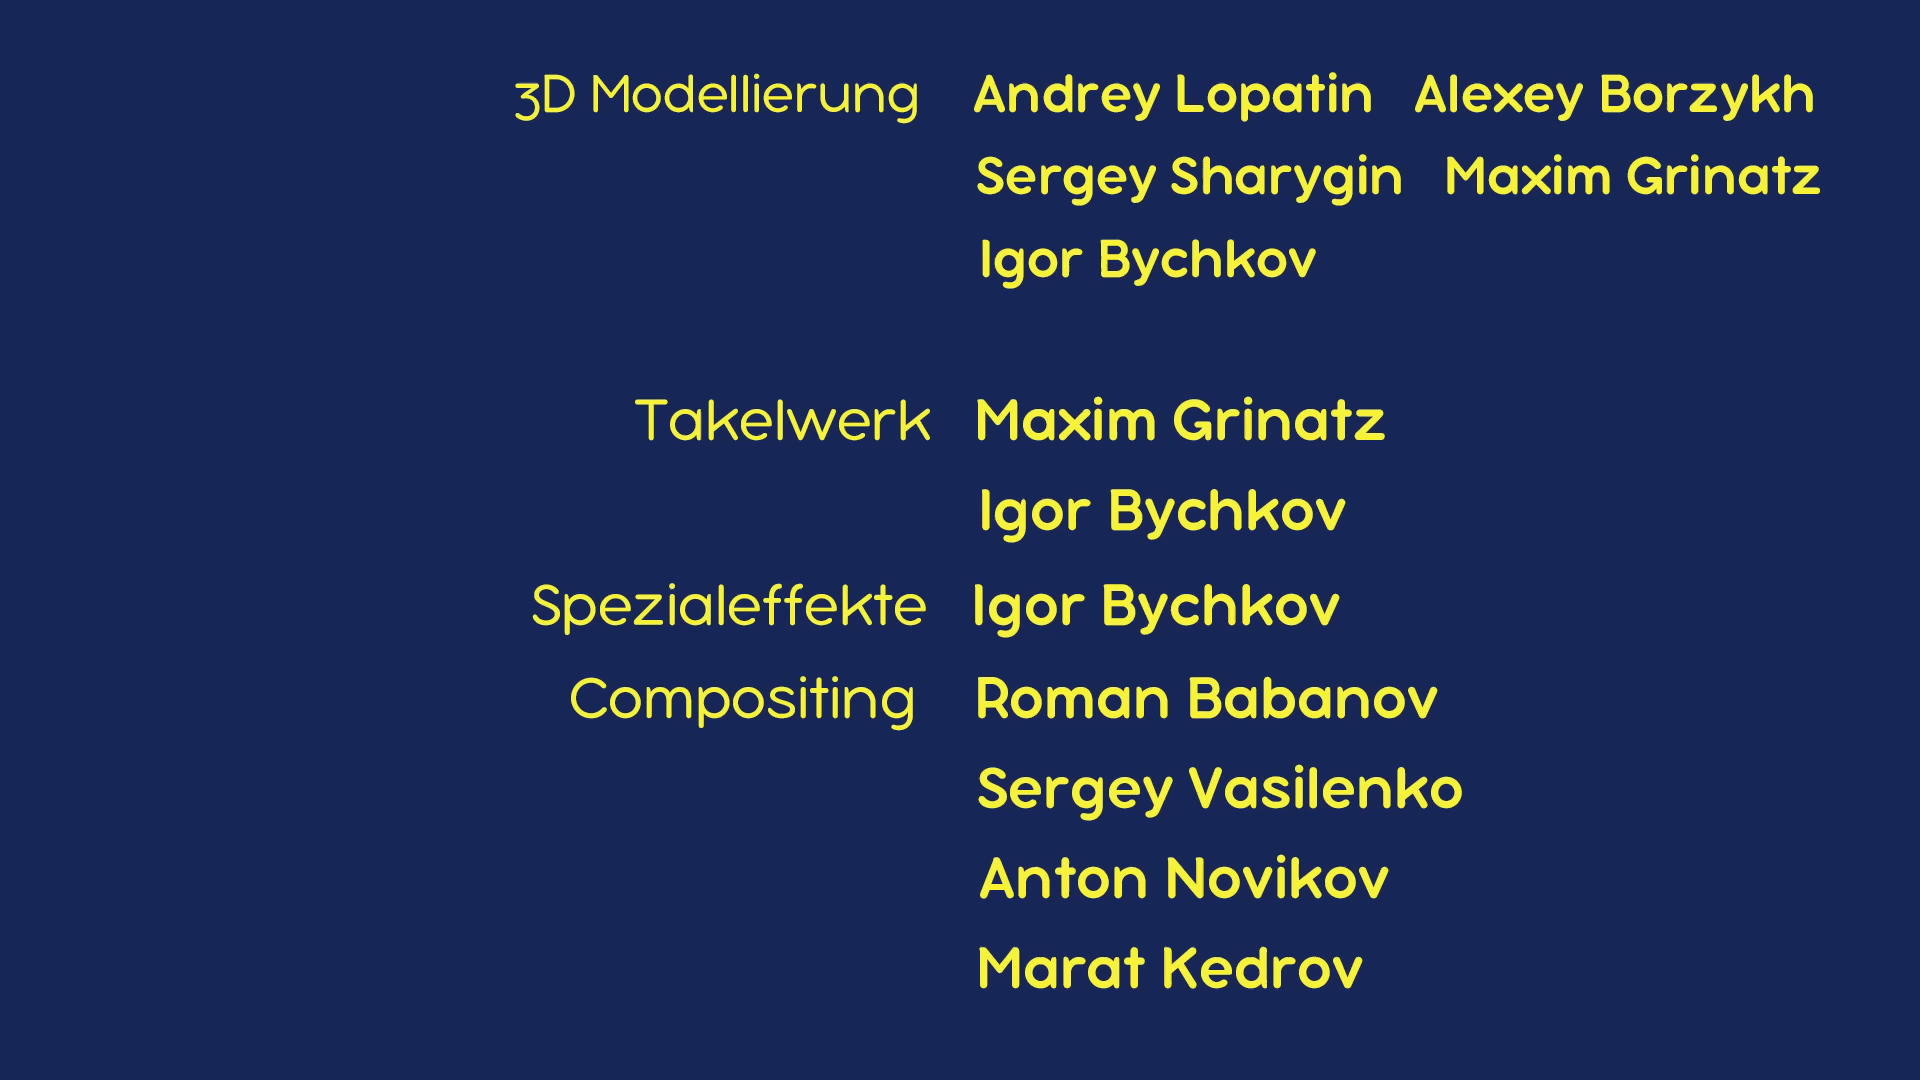 3D Modellierung Andrey Lopatin Alexey Borzykh
Sergey Sharygin Maxim Grinatz
Igor Bychkov
Takelwerk Maxim Grinatz
Igor Bychkov
Spezialeffekte Igor Bychkov
Compositing Roman Babanov
Sergey Vasilenko
Anton Novikov
Marat Kedrov